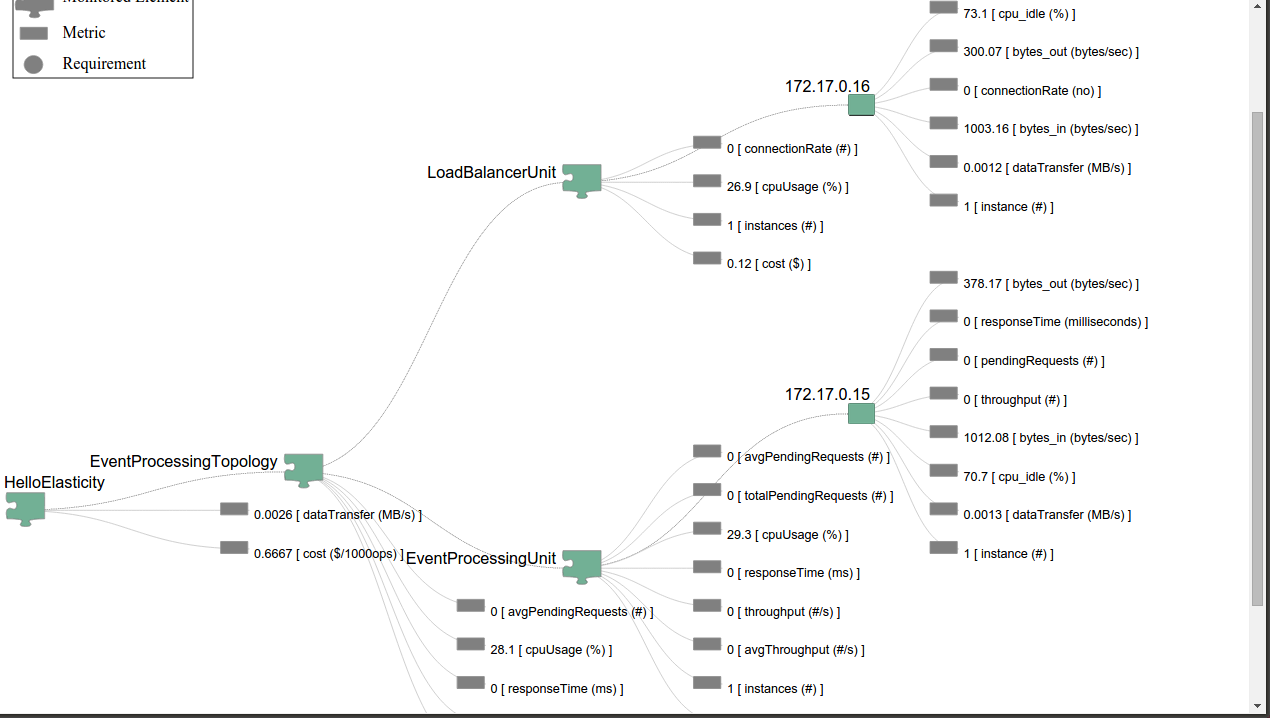 Monitored Element
Metric
Requirement
73.1 [ cpu_idle (%) ]
300.07 [ bytes_out (bytes/sec) ]
172.17.0.16
0 [ connectionRate (no) ]
1003.16 [ bytes_in (bytes/sec) ]
0 [ connectionRate (#) ]
0.0012 [ dataTransfer (MB/s) ]
LoadBalancerUnit
26.9 [ cpuUsage (%) ]
1 [ instance (#) ]
1 [ instances (#) ]
0.12 [ cost ($) ]
378.17 [ bytes_out (bytes/sec) ]
0 [ responseTime (milliseconds) ]
0 [ pendingRequests (#) ]
172.17.0.15
0 [ throughput (#) ]
1012.08 [ bytes_in (bytes/sec) ]
0 [ avgPendingRequests (#) ]
EventProcessingTopology
70.7 [ cpu_idle (%) ]
HelloElasticity
0 [ totalPendingRequests (#) ]
0.0026 [ dataTransfer (MB/s) ]
0.0013 [ dataTransfer (MB/s) ]
29.3 [ cpuUsage (%) ]
0.6667 [ cost ($/1000ops) ]
EventProcessingUnit
1 [ instance (#) ]
0 [ responseTime (ms) ]
0 [ avgPendingRequests (#) ]
0 [ throughput (#/s) ]
28.1 [ cpuUsage (%) ]
0 [ avgThroughput (#/s) ]
0 [ responseTime (ms) ]
1 [ instances (#) ]